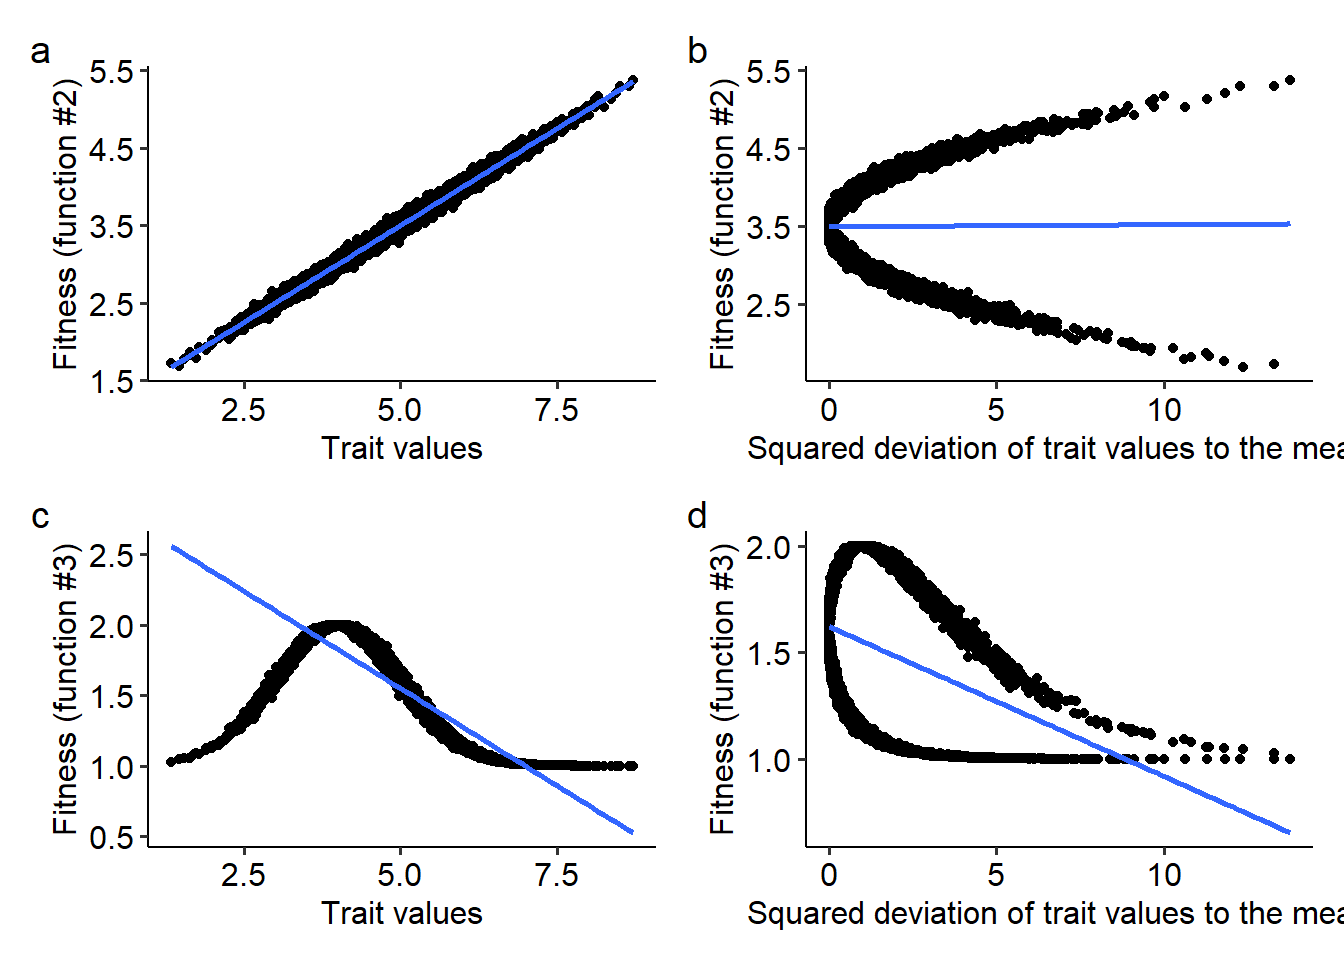 a
Fitness (function #2)
5.5
4.5
3.5
2.5
1.5
2.5 5.0 7.5
Trait values
b
Fitness (function #2)
5.5
4.5
3.5
2.5
0 5 10
Squared deviation of trait values to the mea
c
Fitness (function #3)
2.5
2.0
1.5
1.0
0.5
2.5 5.0 7.5
Trait values
d
Fitness (function #3)
2.0
1.5
1.0
0 5 10
Squared deviation of trait values to the mea